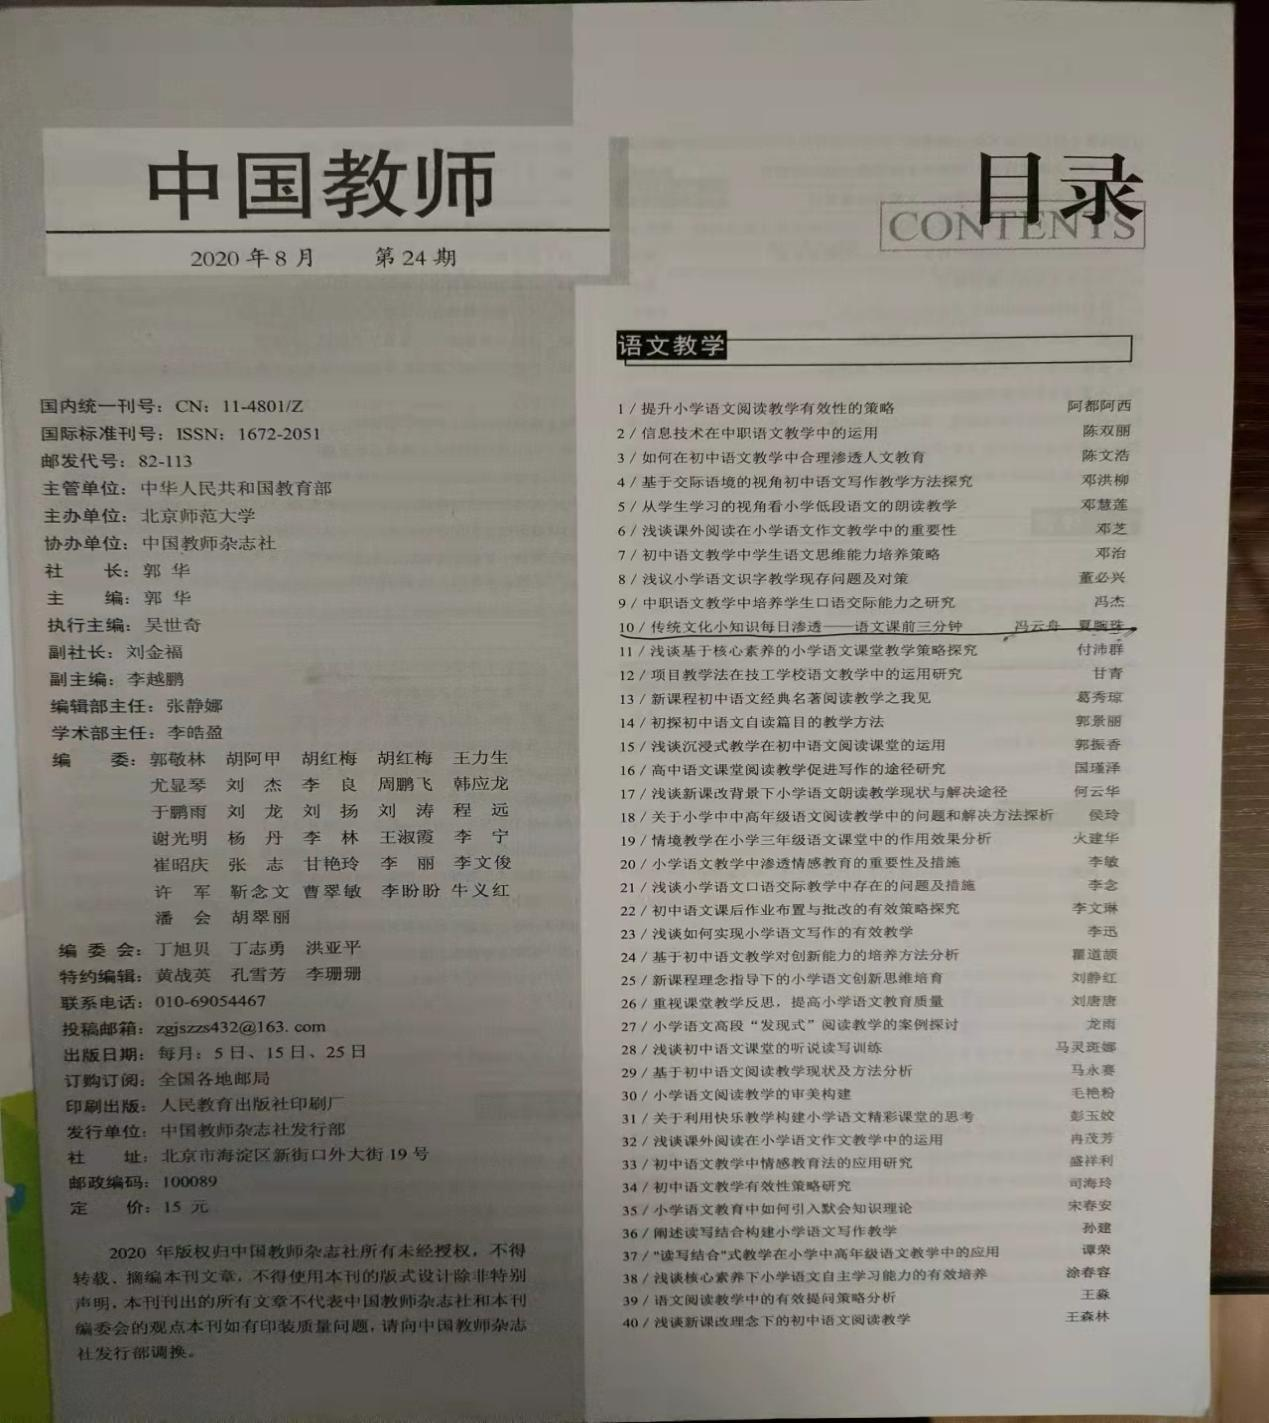 中国教师
2020 年 8 月 第 24 期
国内统一刊号：CN：11-4801/Z
国际标准刊号：ISSN：1672-2051
邮发代号：82-113
主管单位：中华人民共和国教育部
主办单位：北京师范大学
协办单位：中国教师杂志社
社 长：郭 华
主 编：郭 华
执行主编：吴世奇
副社长：刘金福
副主编：李越鹏
编辑部主任：张静娜
学术部主任：李皓盈
编 委：郭敬林 胡阿甲 胡红梅 胡红梅 王力生
尤显琴 刘 杰 李 良 周鹏飞 韩应龙
于鹏雨 刘 龙 刘 扬 刘 涛 程 远
谢光明 杨 丹 李 林 王淑霞 李 宁
崔昭庆 张 志 甘艳玲 李 丽 李文俊
许 军 靳念文 曹翠敏 李盼盼 牛义红
潘 会 胡翠丽
编 委 会：丁旭贝 丁志勇 洪亚平
特约编辑：黄战英 孔雪芳 李珊珊
联系电话：010-69054467
投稿邮箱：zgjszzs432@163. com
出版日期：每月：5 日、15 日、25 日
订购订阅：全国各地邮局
印刷出版：人民教育出版社印刷厂
发行单位：中国教师杂志社发行部
社 址：北京市海淀区新街口外大街 19 号
邮政编码：100089
定 价：15 元
2020 年版权归中国教师杂志社所有未经授权，不得
转载、摘编本刊文章，不得使用本刊的版式设计除非特别
声明，本刊刊出的所有文章不代表中国教师杂志社和本刊
编委会的观点本刊如有印装质量问题，请向中国教师杂志
社发行部调换。
目录
CONTENTS
语文教学
1 / 提升小学语文阅读教学有效性的策略 阿都阿西
2 / 信息技术在中职语文教学中的运用 陈双丽
3 / 如何在初中语文教学中合理渗透人文教育 陈文浩
4 / 基于交际语境的视角初中语文写作教学方法探究 邓洪柳
5 / 从学生学习的视角看小学低段语文的朗读教学 邓慧莲
6 / 浅谈课外阅读在小学语文作文教学中的重要性 邓芝
7 / 初中语文教学中学生语文思维能力培养策略 邓治
8 / 浅议小学语文识字教学现存问题及对策 董必兴
9 / 中职语文教学中培养学生口语交际能力之研究 冯杰
10 / 传统文化小知识每日渗透——语文课前三分钟 冯云舟 夏婉珠
11 / 浅谈基于核心素养的小学语文课堂教学策略探究 付沛群
12 / 项目教学法在技工学校语文教学中的运用研究 甘青
13 / 新课程初中语文经典名著阅读教学之我见 葛秀琼
14 / 初探初中语文自读篇目的教学方法 郭景丽
15 / 浅谈沉浸式教学在初中语文阅读课堂的运用 郭振香
16 / 高中语文课堂阅读教学促进写作的途径研究 国瑾泽
17 / 浅谈新课改背景下小学语文朗读教学现状与解决途径 何云华
18 / 关于小学中中高年级语文阅读教学中的问题和解决方法探析 侯玲
19 / 情境教学在小学三年级语文课堂中的作用效果分析 火建华
20 / 小学语文教学中渗透情感教育的重要性及措施 李敏
21 / 浅谈小学语文口语交际教学中存在的问题及措施 李念
22 / 初中语文课后作业布置与批改的有效策略探究 李文琳
23 / 浅谈如何实现小学语文写作的有效教学 李迅
24 / 基于初中语文教学对创新能力的培养方法分析 瞿道颉
25 / 新课程理念指导下的小学语文创新思维培育 刘静红
26 / 重视课堂教学反思，提高小学语文教育质量 刘唐唐
27 / 小学语文高段“发现式”阅读教学的案例探讨 龙雨
28 / 浅谈初中语文课堂的听说读写训练 马灵斑娜
29 / 基于初中语文阅读教学现状及方法分析 马永赛
30 / 小学语文阅读教学的审美构建 毛艳粉
31 / 关于利用快乐教学构建小学语文精彩课堂的思考 彭玉姣
32 / 浅谈课外阅读在小学语文作文教学中的运用 冉茂芳
33 / 初中语文教学中情感教育法的应用研究 盛祥利
34 / 初中语文教学有效性策略研究 司海玲
35 / 小学语文教育中如何引入默会知识理论 宋春安
36 / 阐述读写结合构建小学语文写作教学 孙建
37 / "读写结合"式教学在小学中高年级语文教学中的应用 谭荣
38 / 浅谈核心素养下小学语文自主学习能力的有效培养 涂春容
39 / 语文阅读教学中的有效提问策略分析 王淼
40 / 浅谈新课改理念下的初中语文阅读教学 王森林